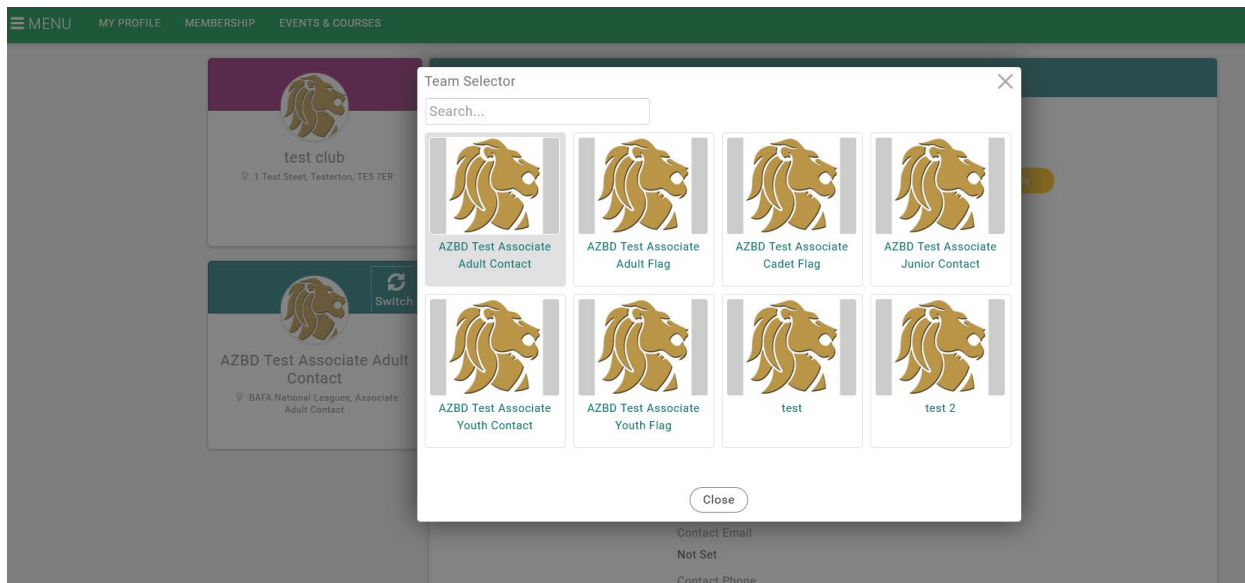 MENU
MY PROFILE
MEMBERSHIP
EVENTS & COURSES
test club
1 Test Steet, Testerton, TE5 7ER
Switch
AZBD Test Associate Adult
Contact
BAFA National Leagues, Associate
Adult Contact
Team Selector
Search...
AZBD Test Associate
Adult Contact
AZBD Test Associate
Adult Flag
AZBD Test Associate
Cadet Flag
AZBD Test Associate
Junior Contact
AZBD Test Associate
Youth Contact
AZBD Test Associate
Youth Flag
test
test 2
Close
Contact Email
Not Set
Contact Phone